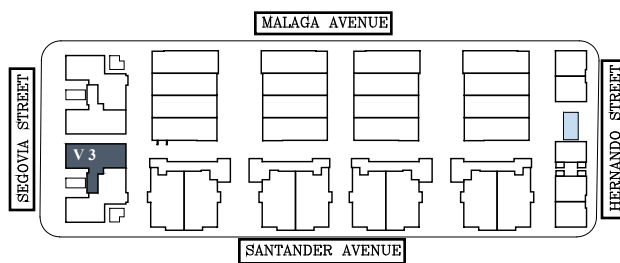 MALAGA AVENUE
SEGOVIA STREET
HERNANDO STREET
V 3
SANTANDER AVENUE